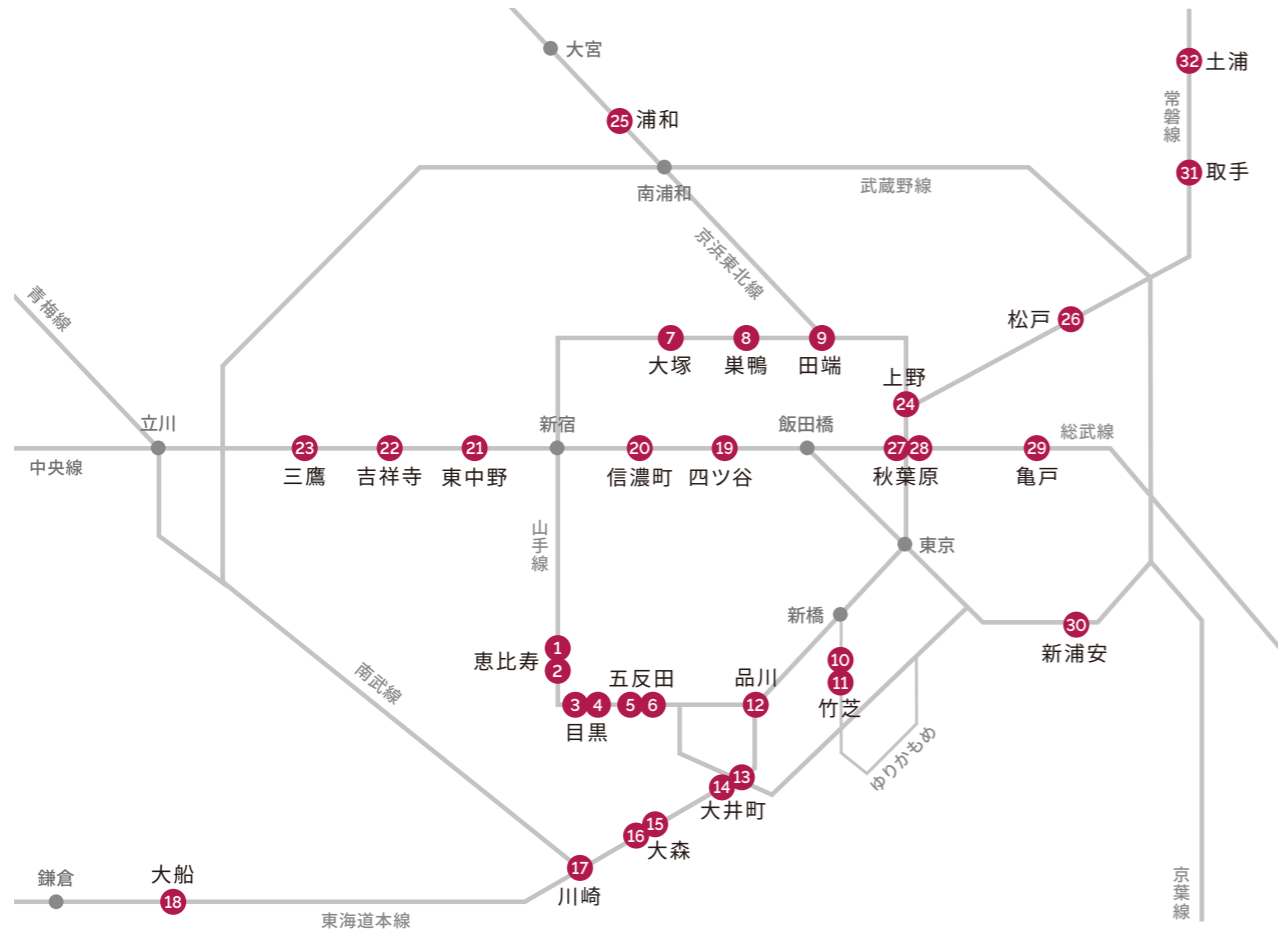 大宮
32 土浦
常磐線
25 浦和
31 取手
南浦和
武蔵野線
京浜東北線
青梅線
松戸 26
7
8
9
大塚
巣鴨
田端
上野
24
立川
新宿
飯田橋
総武線
23
22
21
20
19
27
28
29
中央線
三鷹
吉祥寺
東中野
信濃町
四ツ谷
秋葉原
亀戸
山手線
東京
新橋
30
新浦安
恵比寿
1
2
10
11
竹芝
五反田
品川
3
4
5
6
12
目黒
南武線
ゆりかもめ
13
14
大井町
15
16
大森
17
川崎
鎌倉
大船
18
東海道本線
京葉線